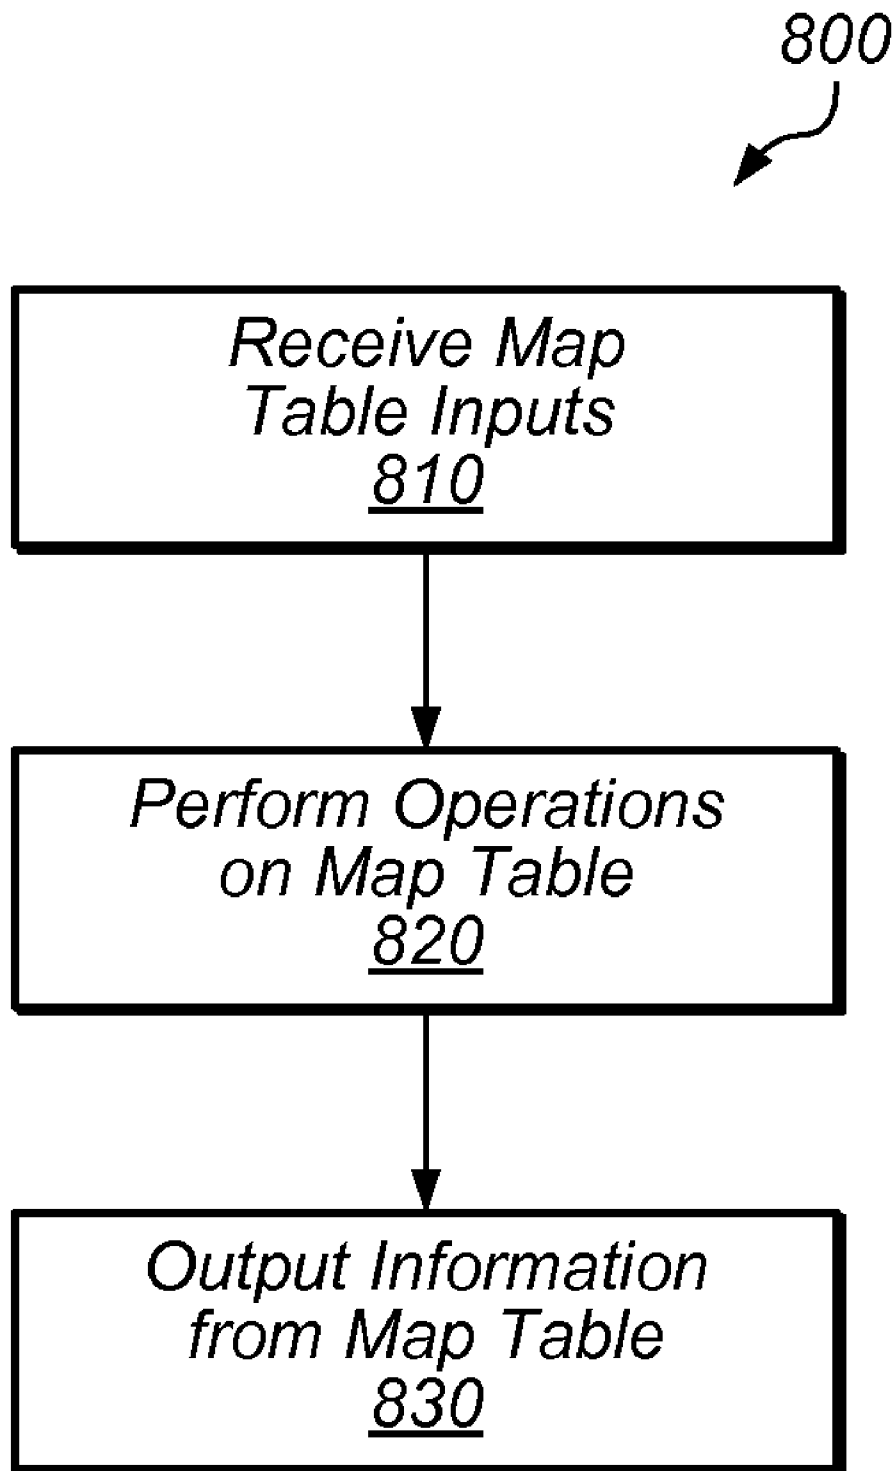 800
Receive Map
Table Inputs
810
Perform Operations
on Map Table
820
Output Information
from Map Table
830